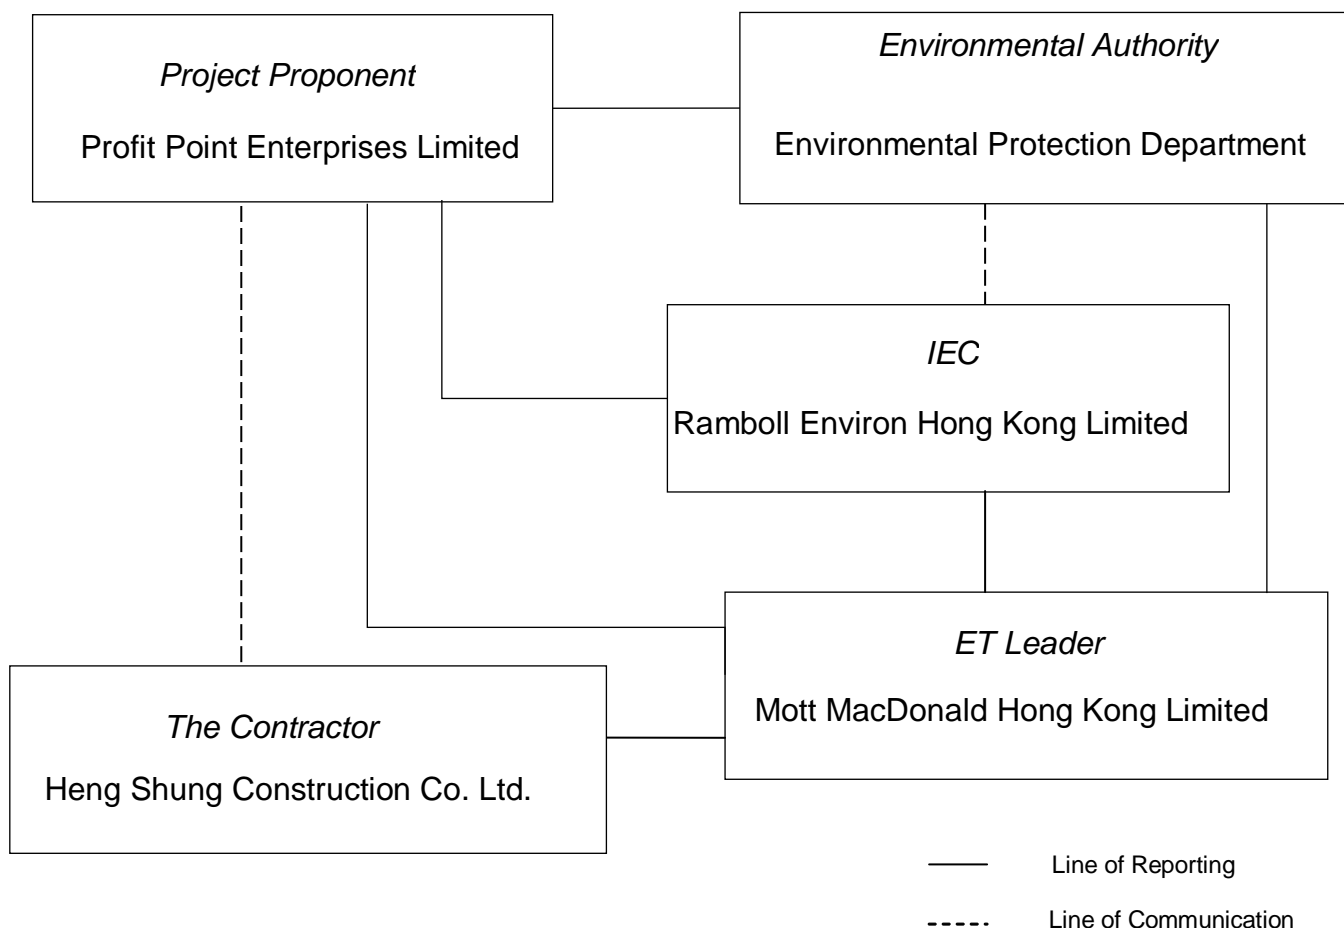 Project Proponent
Profit Point Enterprises Limited
Environmental Authority
Environmental Protection Department
IEC
Ramboll Environ Hong Kong Limited
ET Leader
Mott MacDonald Hong Kong Limited
The Contractor
Heng Shung Construction Co. Ltd.
Line of Reporting
Line of Communication